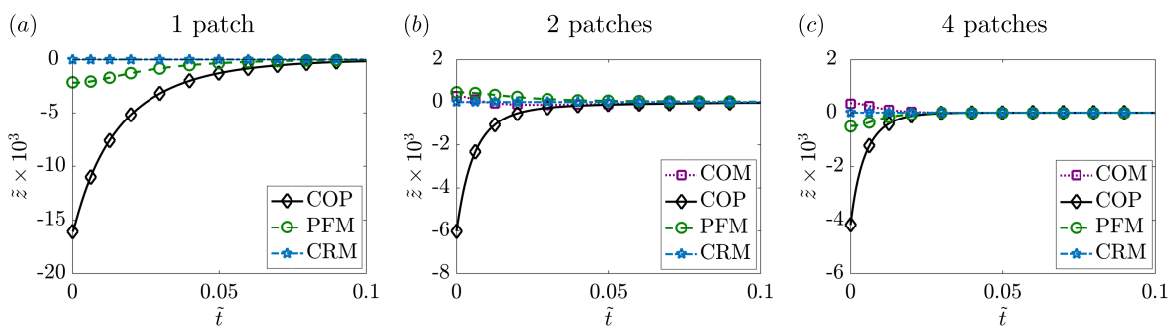 (a) 1 patch
0
-5
-10
-15
-20
z̃ × 10³
0 0.05 0.1
t̃
COP
PFM
CRM
(b) 2 patches
2
0
-2
-4
-6
-8
z̃ × 10³
0 0.05 0.1
t̃
COM
COP
PFM
CRM
(c) 4 patches
2
0
-2
-4
-6
z̃ × 10³
0 0.05 0.1
t̃
COM
COP
PFM
CRM